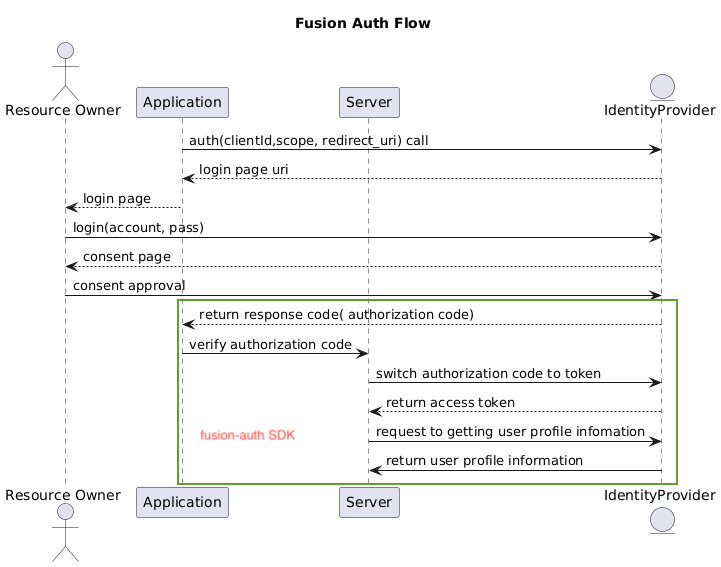 Fusion Auth Flow
Resource Owner
Application
Server
IdentityProvider
auth(clientId,scope, redirect_uri) call
login page uri
login page
login(account, pass)
consent page
consent approval
return response code( authorization code)
verify authorization code
switch authorization code to token
return access token
fusion-auth SDK
request to getting user profile infomation
return user profile information
Resource Owner
Application
Server
IdentityProvider